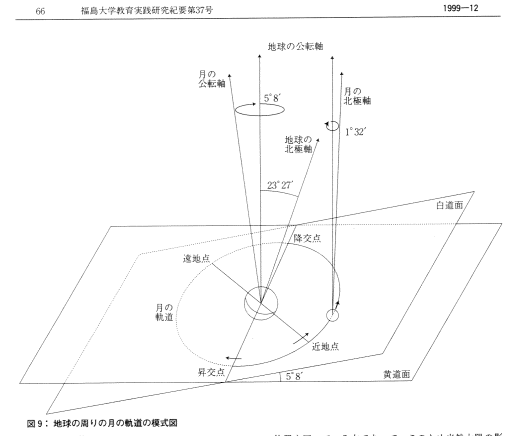 66 福島大学教育実践研究紀要第37号 1999―12
地球の公転軸
月の
公転軸
5°8′
月の
北極軸
1°32′
地球の
北極軸
23°27′
白道面
降交点
遠地点
月の
軌道
近地点
昇交点
5°8′
黄道面
図9：地球の周りの月の軌道の模式図